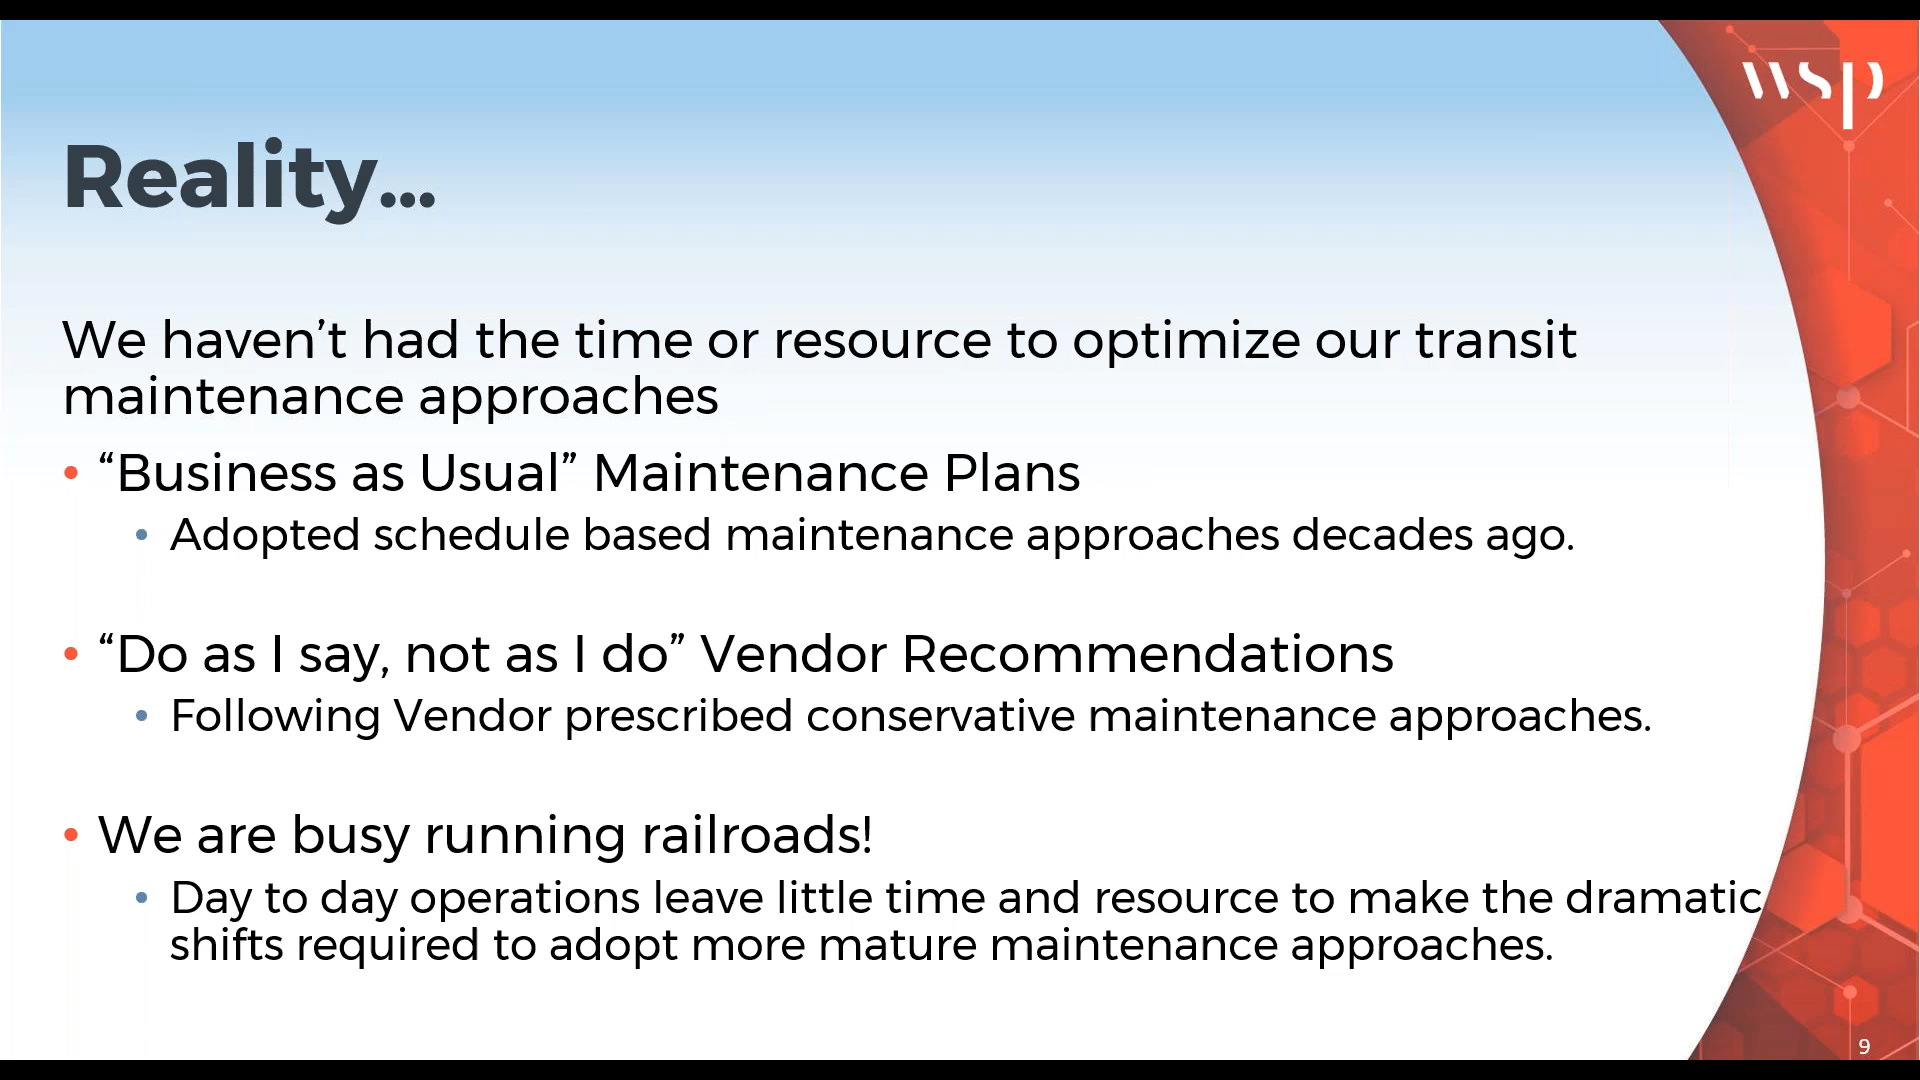 wsp
Reality...
We haven’t had the time or resource to optimize our transit
maintenance approaches
• “Business as Usual” Maintenance Plans
• Adopted schedule based maintenance approaches decades ago.
• “Do as I say, not as I do” Vendor Recommendations
• Following Vendor prescribed conservative maintenance approaches.
• We are busy running railroads!
• Day to day operations leave little time and resource to make the dramatic
shifts required to adopt more mature maintenance approaches.
9